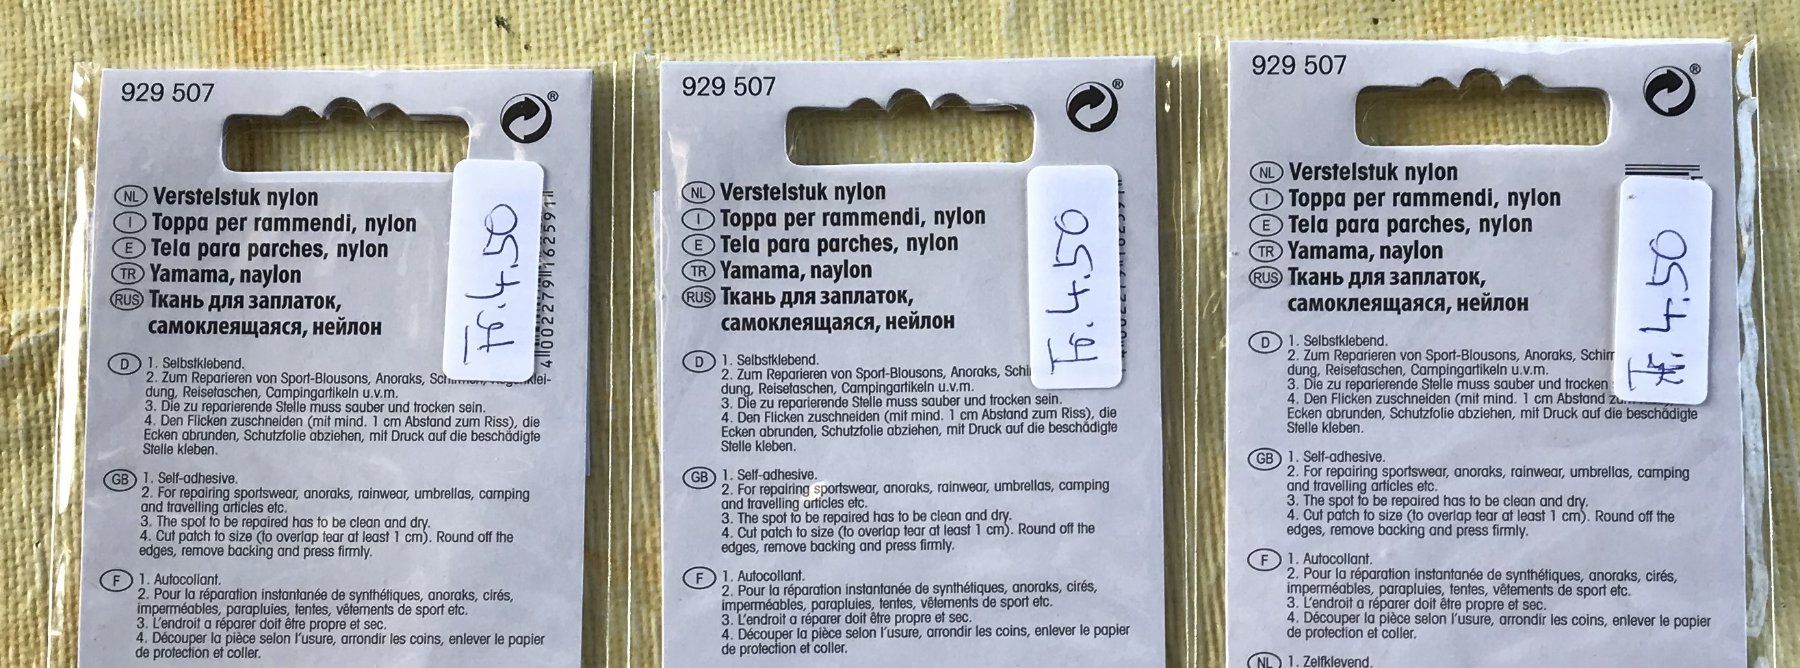 929 507
®
NL Verstelstuk nylon
I Toppa per rammendi, nylon
E Tela para parches, nylon
TR Yamama, naylon
RUS Ткань для заплаток,
самоклеящаяся, нейлон
Fr. 4.50
4 002279 162591
D 1. Selbstklebend.
2. Zum Reparieren von Sport-Blousons, Anoraks,
dung, Reisetaschen, Campingartikeln u.v.m.
3. Die zu reparierende Stelle muss sauber und trocken sein.
4. Den Flicken zuschneiden (mit mind. 1 cm Abstand zum Riss), die
Ecken abrunden, Schutzfolie abziehen, mit Druck auf die beschädigte
Stelle kleben.
GB 1. Self-adhesive.
2. For repairing sportswear, anoraks, rainwear, umbrellas, camping
and travelling articles etc.
3. The spot to be repaired has to be clean and dry.
4. Cut patch to size (to overlap tear at least 1 cm). Round off the
edges, remove backing and press firmly.
F 1. Autocollant.
2. Pour la réparation instantanée de synthétiques, anoraks, cirés,
imperméables, parapluies, tentes, vêtements de sport etc.
3. L'endroit a réparer doit être propre et sec.
4. Découper la pièce selon l'usure, arrondir les coins, enlever le papier
de protection et coller.
929 507
®
NL Verstelstuk nylon
I Toppa per rammendi, nylon
E Tela para parches, nylon
TR Yamama, naylon
RUS Ткань для заплаток,
самоклеящаяся, нейлон
Fr. 4.50
D 1. Selbstklebend.
2. Zum Reparieren von Sport-Blousons, Anoraks,
dung, Reisetaschen, Campingartikeln u.v.m.
3. Die zu reparierende Stelle muss sauber und trocken sein.
4. Den Flicken zuschneiden (mit mind. 1 cm Abstand zum Riss), die
Ecken abrunden, Schutzfolie abziehen, mit Druck auf die beschädigte
Stelle kleben.
GB 1. Self-adhesive.
2. For repairing sportswear, anoraks, rainwear, umbrellas, camping
and travelling articles etc.
3. The spot to be repaired has to be clean and dry.
4. Cut patch to size (to overlap tear at least 1 cm). Round off the
edges, remove backing and press firmly.
F 1. Autocollant.
2. Pour la réparation instantanée de synthétiques, anoraks, cirés,
imperméables, parapluies, tentes, vêtements de sport etc.
3. L'endroit a réparer doit être propre et sec.
4. Découper la pièce selon l'usure, arrondir les coins, enlever le papier
de protection et coller.
929 507
®
NL Verstelstuk nylon
I Toppa per rammendi, nylon
E Tela para parches, nylon
TR Yamama, naylon
RUS Ткань для заплаток,
самоклеящаяся, нейлон
Fr. 4.50
D 1. Selbstklebend.
2. Zum Reparieren von Sport-Blousons, Anoraks,
dung, Reisetaschen, Campingartikeln u.v.m.
3. Die zu reparierende Stelle muss sauber und trocken
4. Den Flicken zuschneiden (mit mind. 1 cm Abstand
Ecken abrunden, Schutzfolie abziehen, mit Druck auf die beschädigte
Stelle kleben.
GB 1. Self-adhesive.
2. For repairing sportswear, anoraks, rainwear, umbrellas, camping
and travelling articles etc.
3. The spot to be repaired has to be clean and dry.
4. Cut patch to size (to overlap tear at least 1 cm). Round off the
edges, remove backing and press firmly.
F 1. Autocollant.
2. Pour la réparation instantanée de synthétiques, anoraks, cirés,
imperméables, parapluies, tentes, vêtements de sport etc.
3. L'endroit a réparer doit être propre et sec.
4. Découper la pièce selon l'usure, arrondir les coins, enlever le papier
de protection et coller.
NL 1. Zelfklevend.